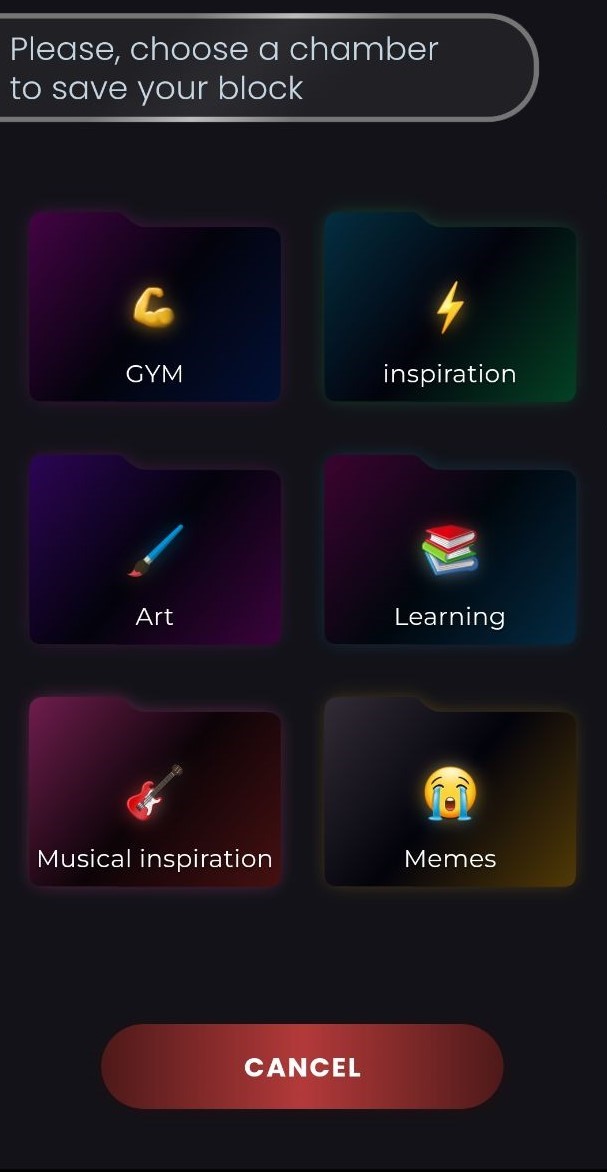 Please, choose a chamber
to save your block
GYM
inspiration
Art
Learning
Musical inspiration
Memes
CANCEL